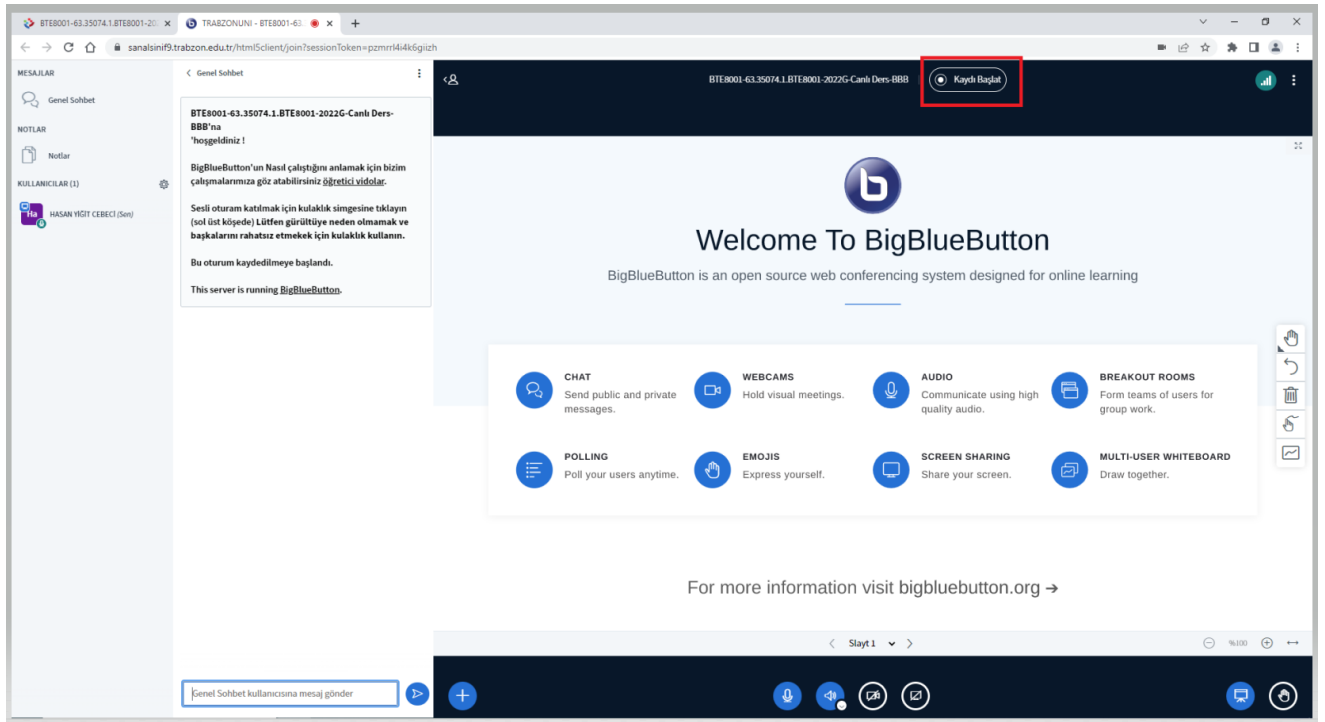 BTE8001-63.35074.1.BTE8001-20
TRABZONUNI - BTE8001-63.
sanalsinif9.trabzon.edu.tr/html5client/join?sessionToken=pzmrrl4i4k6giizh
MESAJLAR
Genel Sohbet
NOTLAR
Notlar
KULLANICILAR (1)
Ha
HASAN YİĞİT CEBECİ (Sen)
Genel Sohbet
BTE8001-63.35074.1.BTE8001-2022G-Canlı Ders-
BBB'na
'hoşgeldiniz !
BigBlueButton'un Nasıl çalıştığını anlamak için bizim
çalışmalarımıza göz atabilirsiniz öğretici vidolar.
Sesli oturam katılmak için kulaklık simgesine tıklayın
(sol üst köşede) Lütfen gürültüye neden olmamak ve
başkalarını rahatsız etmekek için kulaklık kullanın.
Bu oturum kaydedilmeye başlandı.
This server is running BigBlueButton.
Genel Sohbet kullanıcısına mesaj gönder
BTE8001-63.35074.1.BTE8001-2022G-Canlı Ders-BBB
Kaydı Başlat
b
Welcome To BigBlueButton
BigBlueButton is an open source web conferencing system designed for online learning
CHAT
Send public and private
messages.
WEBCAMS
Hold visual meetings.
AUDIO
Communicate using high
quality audio.
BREAKOUT ROOMS
Form teams of users for
group work.
POLLING
Poll your users anytime.
EMOJIS
Express yourself.
SCREEN SHARING
Share your screen.
MULTI-USER WHITEBOARD
Draw together.
For more information visit bigbluebutton.org →
Slayt 1
%100